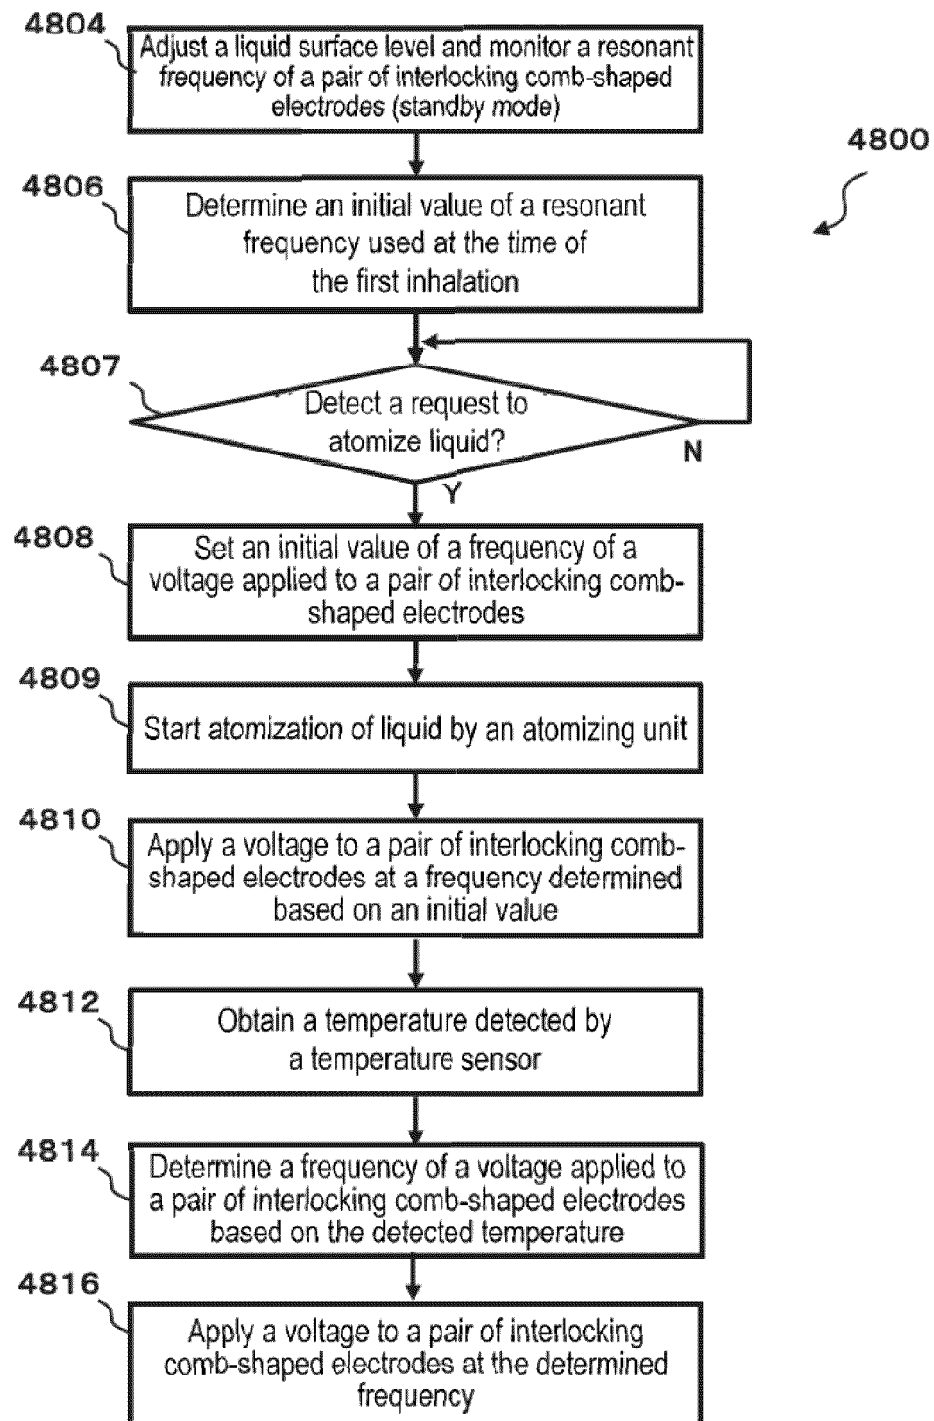 4804
Adjust a liquid surface level and monitor a resonant
frequency of a pair of interlocking comb-shaped
electrodes (standby mode)
4800
4806
Determine an initial value of a resonant
frequency used at the time of
the first inhalation
4807
Detect a request to
atomize liquid?
N
Y
4808
Set an initial value of a frequency of a
voltage applied to a pair of interlocking comb-
shaped electrodes
4809
Start atomization of liquid by an atomizing unit
4810
Apply a voltage to a pair of interlocking comb-
shaped electrodes at a frequency determined
based on an initial value
4812
Obtain a temperature detected by
a temperature sensor
4814
Determine a frequency of a voltage applied to
a pair of interlocking comb-shaped electrodes
based on the detected temperature
4816
Apply a voltage to a pair of interlocking
comb-shaped electrodes at the determined
frequency